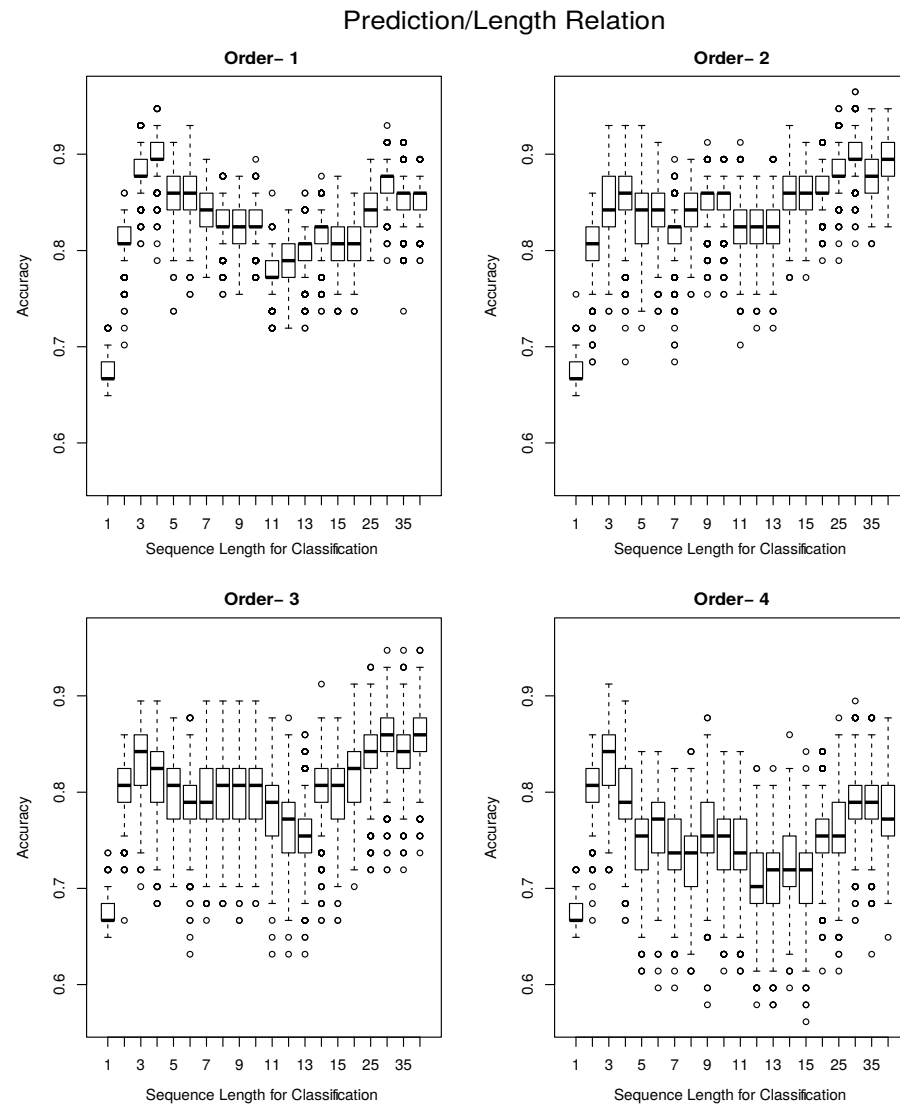 Prediction/Length Relation
Order– 1
Accuracy
0.9
0.8
0.7
0.6
1 3 5 7 9 11 13 15 25 35
Sequence Length for Classification
Order– 2
Accuracy
0.9
0.8
0.7
0.6
1 3 5 7 9 11 13 15 25 35
Sequence Length for Classification
Order– 3
Accuracy
0.9
0.8
0.7
0.6
1 3 5 7 9 11 13 15 25 35
Sequence Length for Classification
Order– 4
Accuracy
0.9
0.8
0.7
0.6
1 3 5 7 9 11 13 15 25 35
Sequence Length for Classification